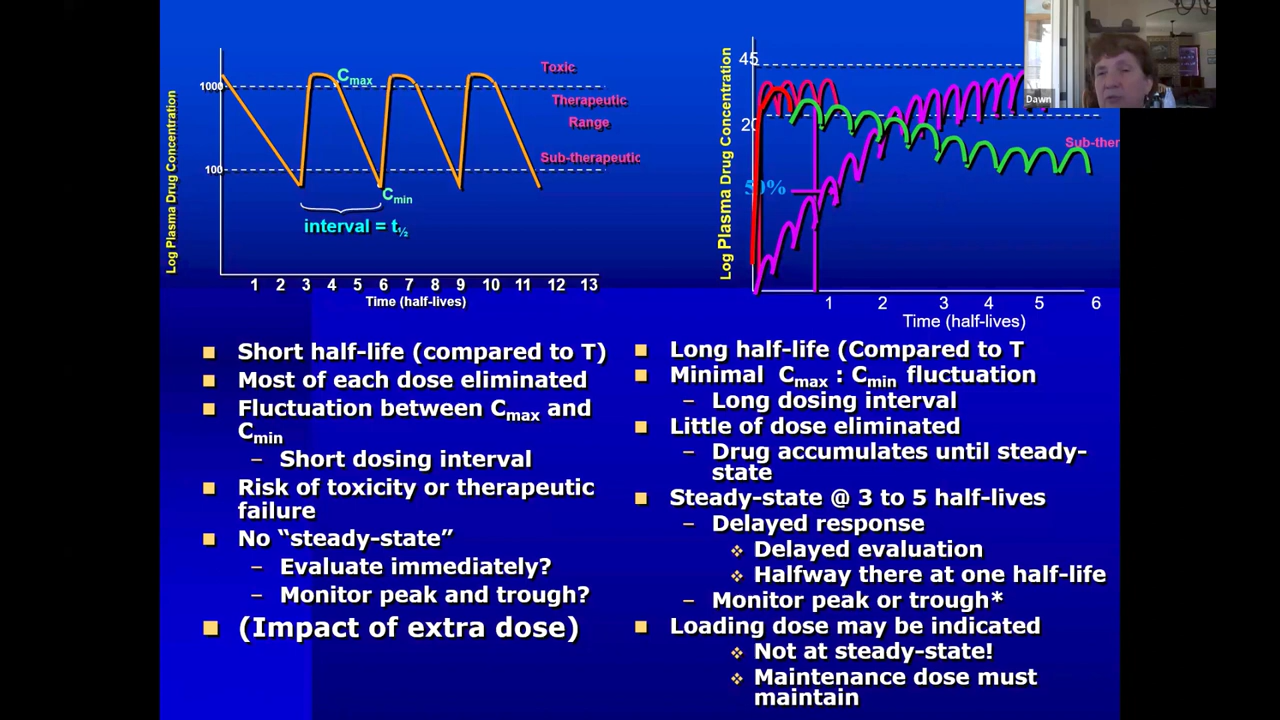 Log Plasma Drug Concentration
1000
100
Cmax
Cmin
interval = t½
Toxic
Therapeutic
Range
Sub-therapeutic
1 2 3 4 5 6 7 8 9 10 11 12 13
Time (half-lives)
Log Plasma Drug Concentration
45
20
50%
Sub-ther
1 2 3 4 5 6
Time (half-lives)
Dawn
Short half-life (compared to T)
Most of each dose eliminated
Fluctuation between Cmax and
Cmin
– Short dosing interval
Risk of toxicity or therapeutic
failure
No “steady-state”
– Evaluate immediately?
– Monitor peak and trough?
(Impact of extra dose)
Long half-life (Compared to T
Minimal Cmax : Cmin fluctuation
– Long dosing interval
Little of dose eliminated
– Drug accumulates until steady-
state
Steady-state @ 3 to 5 half-lives
– Delayed response
Delayed evaluation
Halfway there at one half-life
– Monitor peak or trough*
Loading dose may be indicated
Not at steady-state!
Maintenance dose must
maintain